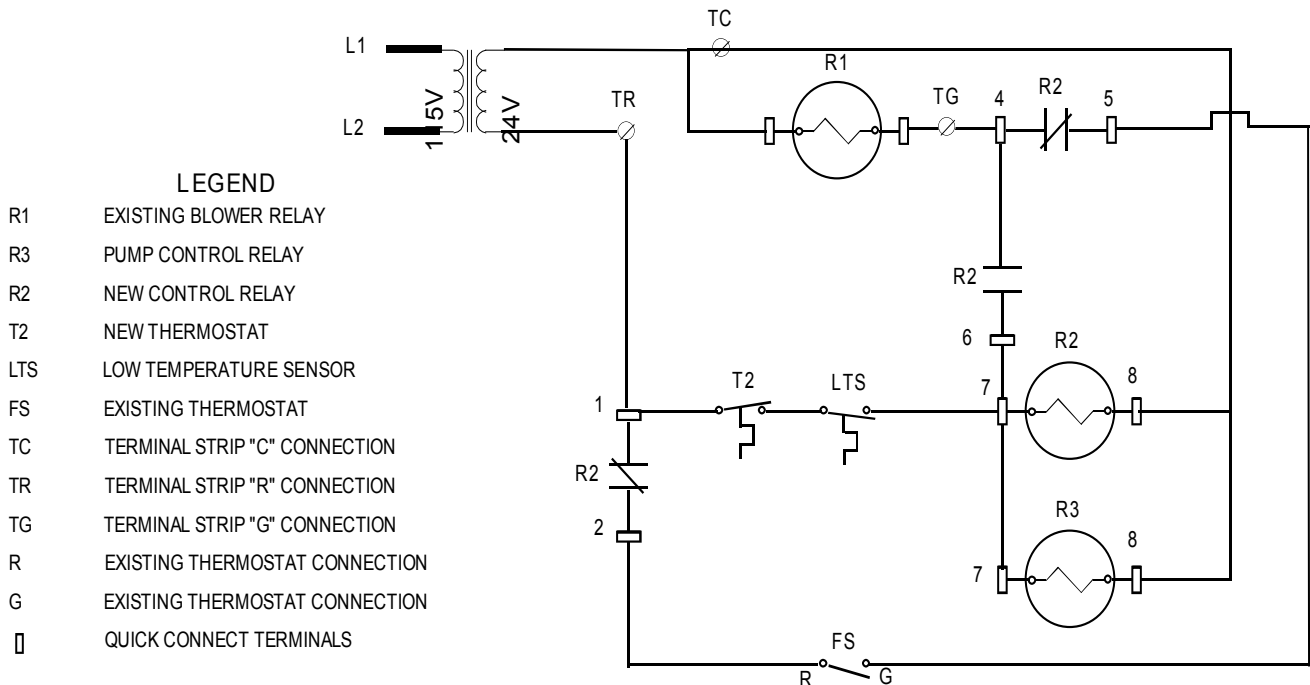 TC
L1
R1
TR
TG
4
R2
5
L2
115V
24V
LEGEND
R1 EXISTING BLOWER RELAY
R3 PUMP CONTROL RELAY
R2 NEW CONTROL RELAY
T2 NEW THERMOSTAT
LTS LOW TEMPERATURE SENSOR
FS EXISTING THERMOSTAT
TC TERMINAL STRIP "C" CONNECTION
TR TERMINAL STRIP "R" CONNECTION
TG TERMINAL STRIP "G" CONNECTION
R EXISTING THERMOSTAT CONNECTION
G EXISTING THERMOSTAT CONNECTION
QUICK CONNECT TERMINALS
R2
6
R2
1
T2
LTS
7
8
R2
2
R3
7
8
FS
R
G